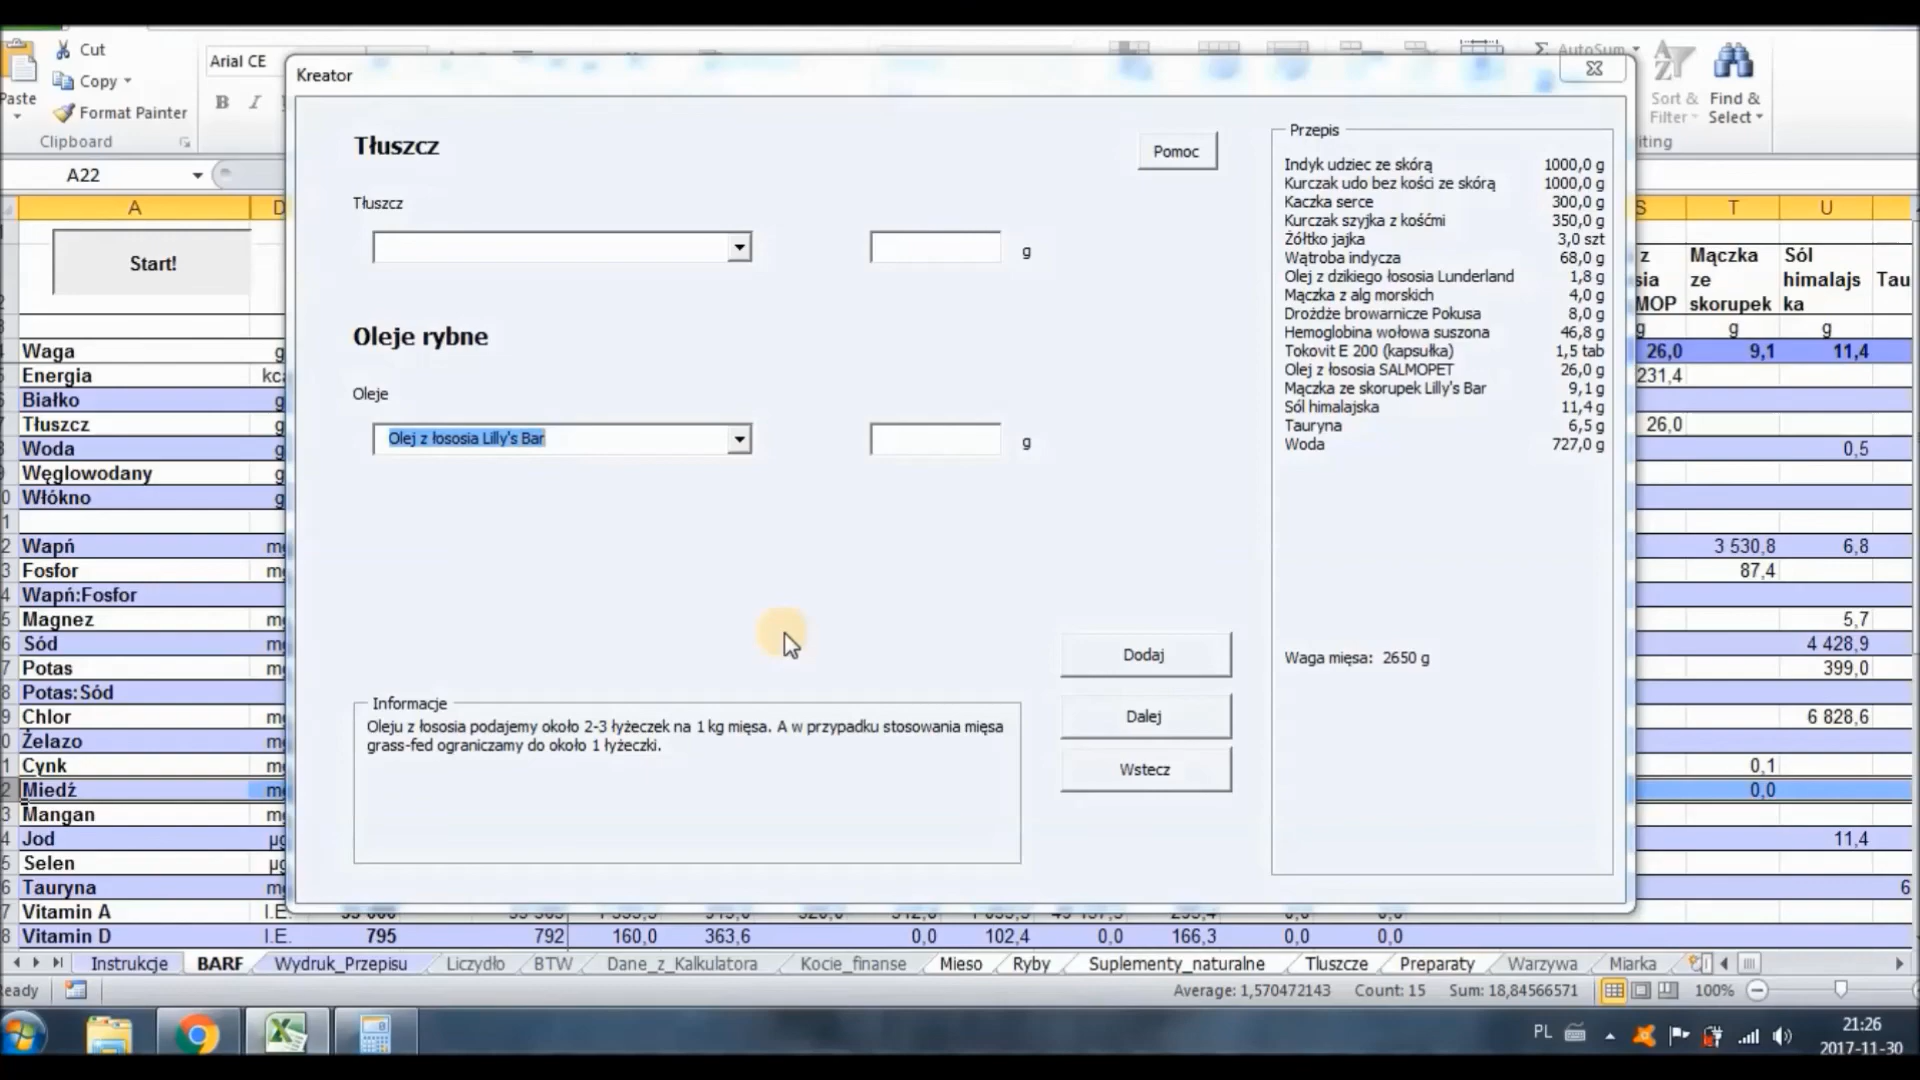 Cut
Copy
Format Painter
Paste
Clipboard
Arial CE
B I
AutoSum
Sort & Filter
Find & Select
A22
Kreator
Tłuszcz
Pomoc
Tłuszcz
g
Oleje rybne
Oleje
Olej z łososia Lilly's Bar
g
Dodaj
Dalej
Wstecz
Informacje
Oleju z łososia podajemy około 2-3 łyżeczek na 1 kg mięsa. A w przypadku stosowania mięsa
grass-fed ograniczamy do około 1 łyżeczki.
Przepis
Indyk udziec ze skórą 1000,0 g
Kurczak udo bez kości ze skórą 1000,0 g
Kaczka serce 300,0 g
Kurczak szyjka z kośćmi 350,0 g
Żółtko jajka 3,0 szt
Wątroba indycza 68,0 g
Olej z dzikiego łososia Lunderland 1,8 g
Mączka z alg morskich 4,0 g
Drożdże browarnicze Pokusa 8,0 g
Hemoglobina wołowa suszona 46,8 g
Tokovit E 200 (kapsułka) 1,5 tab
Olej z łososia SALMOPET 26,0 g
Mączka ze skorupek Lilly's Bar 9,1 g
Sól himalajska 11,4 g
Tauryna 6,5 g
Woda 727,0 g
Waga mięsa: 2650 g
A D S T U
Start!
Mączka ze skorupek
Sól himalajs ka
g g g
Waga g 26,0 9,1 11,4
Energia 231,4
Białko g
Tłuszcz g 26,0
Woda g 0,5
Węglowodany g
Włókno g
Wapń 3 530,8 6,8
Fosfor 87,4
Wapń:Fosfor
Magnez 5,7
Sód 4 428,9
Potas 399,0
Potas:Sód
Chlor 6 828,6
Żelazo
Cynk 0,1
Miedź 0,0
Mangan
Jod 11,4
Selen
Tauryna 6
Vitamin A I.E.
Vitamin D I.E. 795 792 160,0 363,6 0,0 102,4 0,0 166,3 0,0 0,0
Instrukcje BARF Wydruk_Przepisu Liczydło BTW Dane_z_Kalkulatora Kocie_finanse Mieso Ryby Suplementy_naturalne Tluszcze Preparaty Warzywa Miarka
Average: 1,570472143 Count: 15 Sum: 18,84566571 100%
PL
21:26
2017-11-30